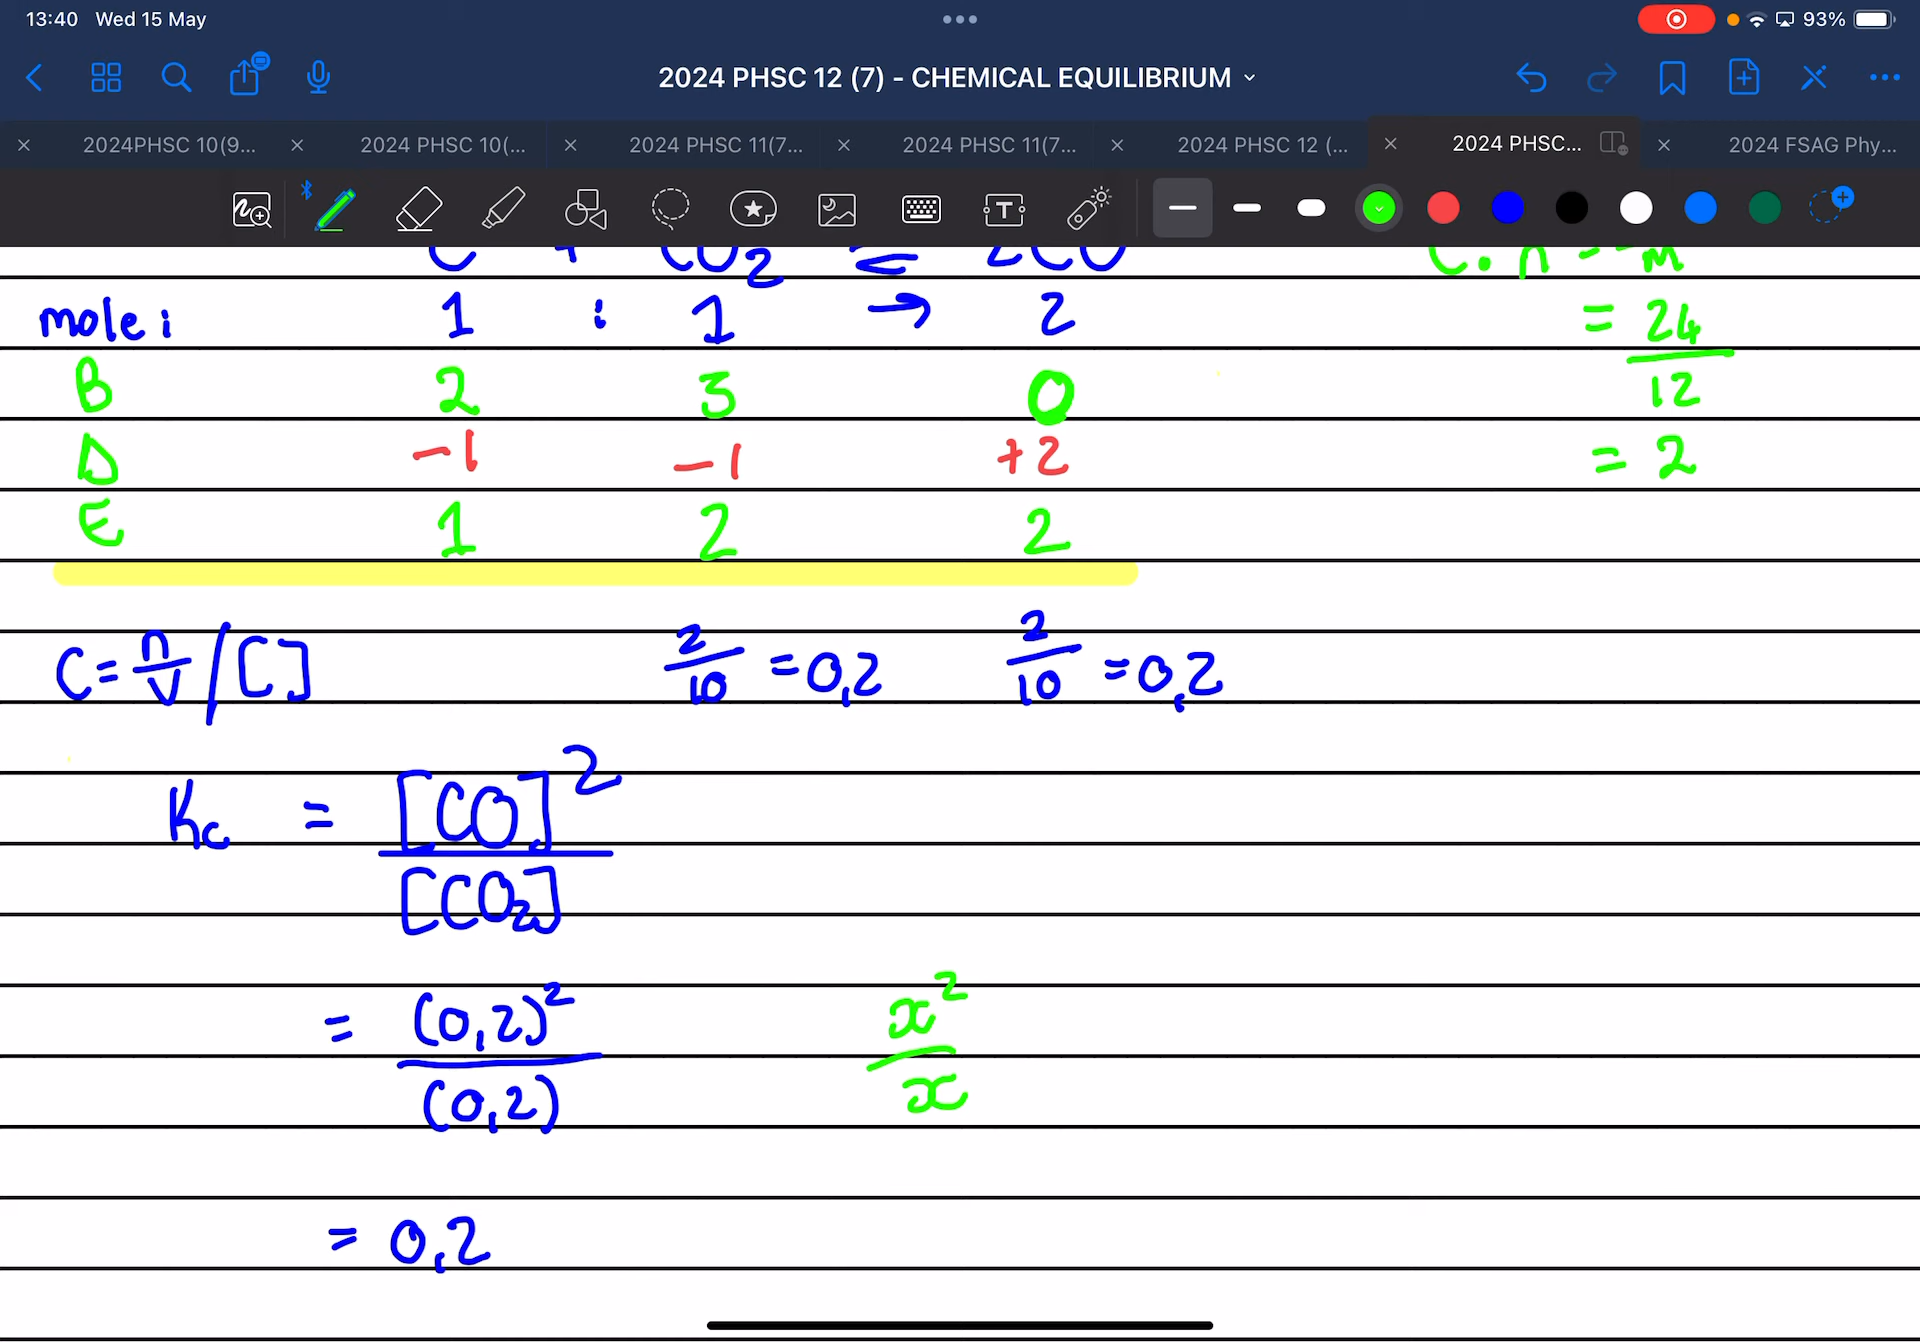 13:40 Wed 15 May 93%
2024 PHSC 12 (7) - CHEMICAL EQUILIBRIUM
2024PHSC 10(9... 2024 PHSC 10(... 2024 PHSC 11(7... 2024 PHSC 11(7... 2024 PHSC 12 (... 2024 PHSC... 2024 FSAG Phy...
C + CO2 ⇌ 2CO C: n = m
mole: 1 : 1 → 2 = 24
12
B 2 3 0
Δ -1 -1 +2 = 2
E 1 2 2
C = n/V / [ ] 2/10 = 0,2 2/10 = 0,2
Kc = [CO]²
[CO2]
= (0,2)² x²
(0,2) x
= 0,2